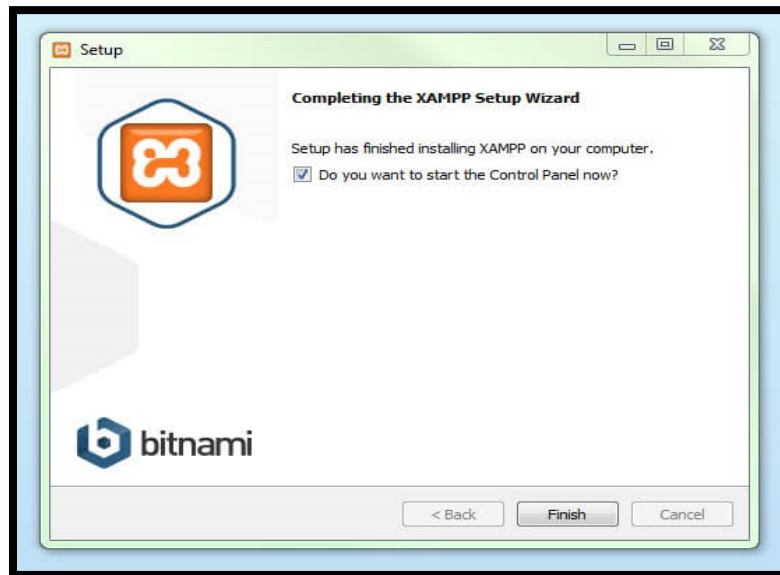 Setup
Completing the XAMPP Setup Wizard
Setup has finished installing XAMPP on your computer.
Do you want to start the Control Panel now?
bitnami
< Back
Finish
Cancel